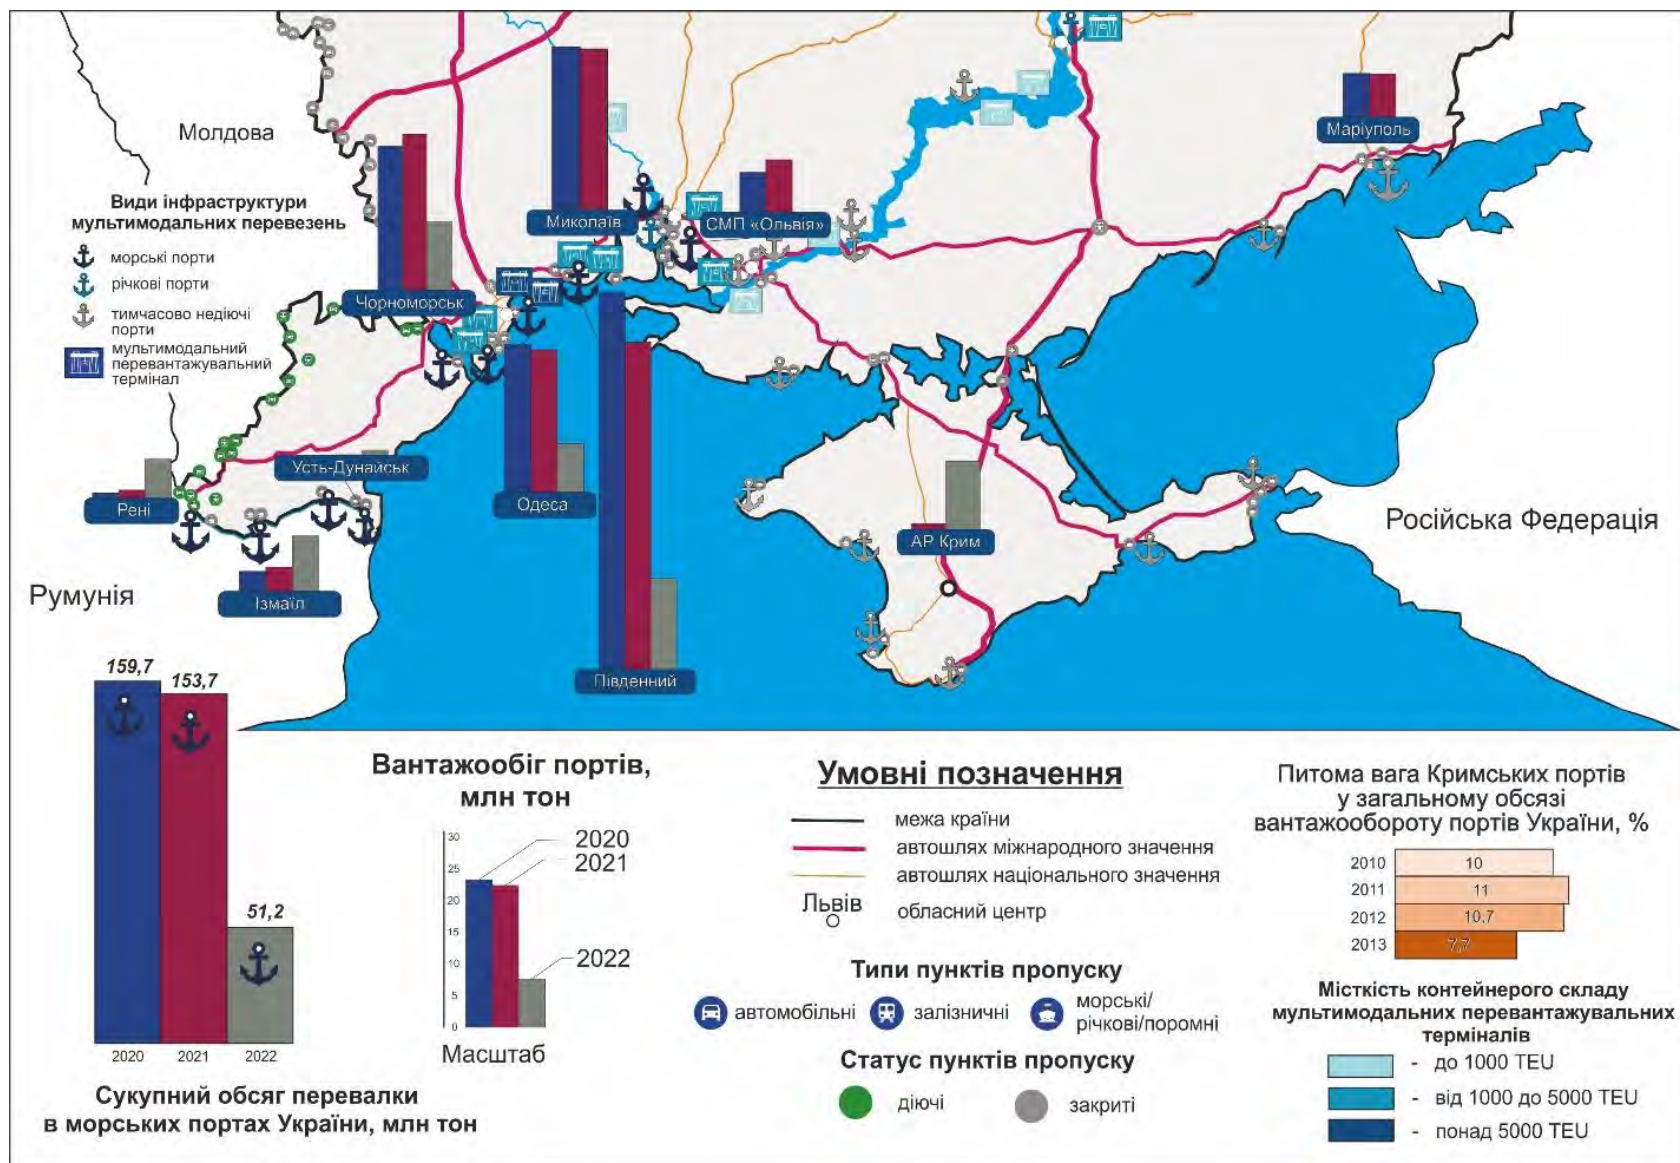 Молдова
Види інфраструктури
мультимодальних перевезень
морські порти
річкові порти
тимчасово недіючі
порти
мультимодальний
перевантажувальний
термінал
Миколаїв
СМП «Ольвія»
Маріуполь
Чорноморськ
Усть-Дунайськ
Рені
Одеса
АР Крим
Російська Федерація
Румунія
Ізмаїл
Південний
159,7
153,7
51,2
2020
2021
2022
Сукупний обсяг перевалки
в морських портах України, млн тон
Вантажообіг портів,
млн тон
30
25
20
15
10
5
0
2020
2021
2022
Масштаб
Умовні позначення
межа країни
автошлях міжнародного значення
автошлях національного значення
Львів
обласний центр
Типи пунктів пропуску
автомобільні
залізничні
морські/
річкові/поромні
Статус пунктів пропуску
діючі
закриті
Питома вага Кримських портів
у загальному обсязі
вантажообороту портів України, %
2010 10
2011 11
2012 10,7
2013 7,7
Місткість контейнерого складу
мультимодальних перевантажувальних
терміналів
- до 1000 TEU
- від 1000 до 5000 TEU
- понад 5000 TEU